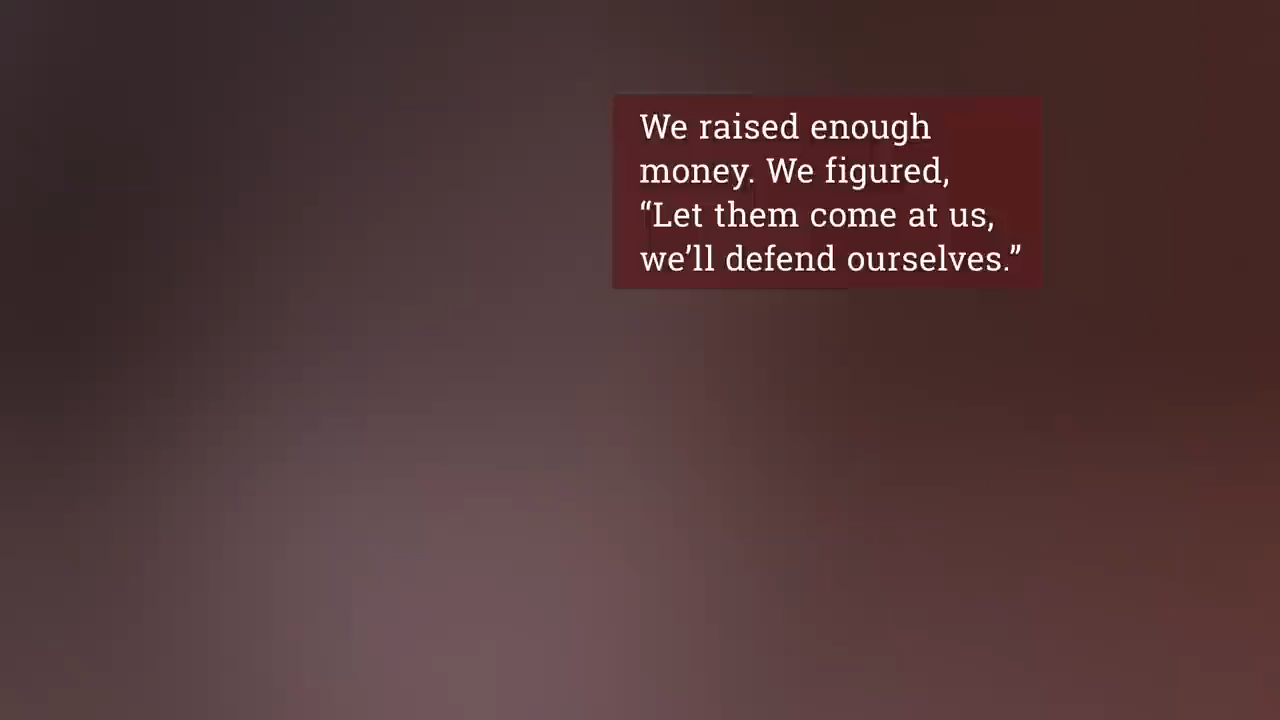 We raised enough
money. We figured,
“Let them come at us,
we’ll defend ourselves.”